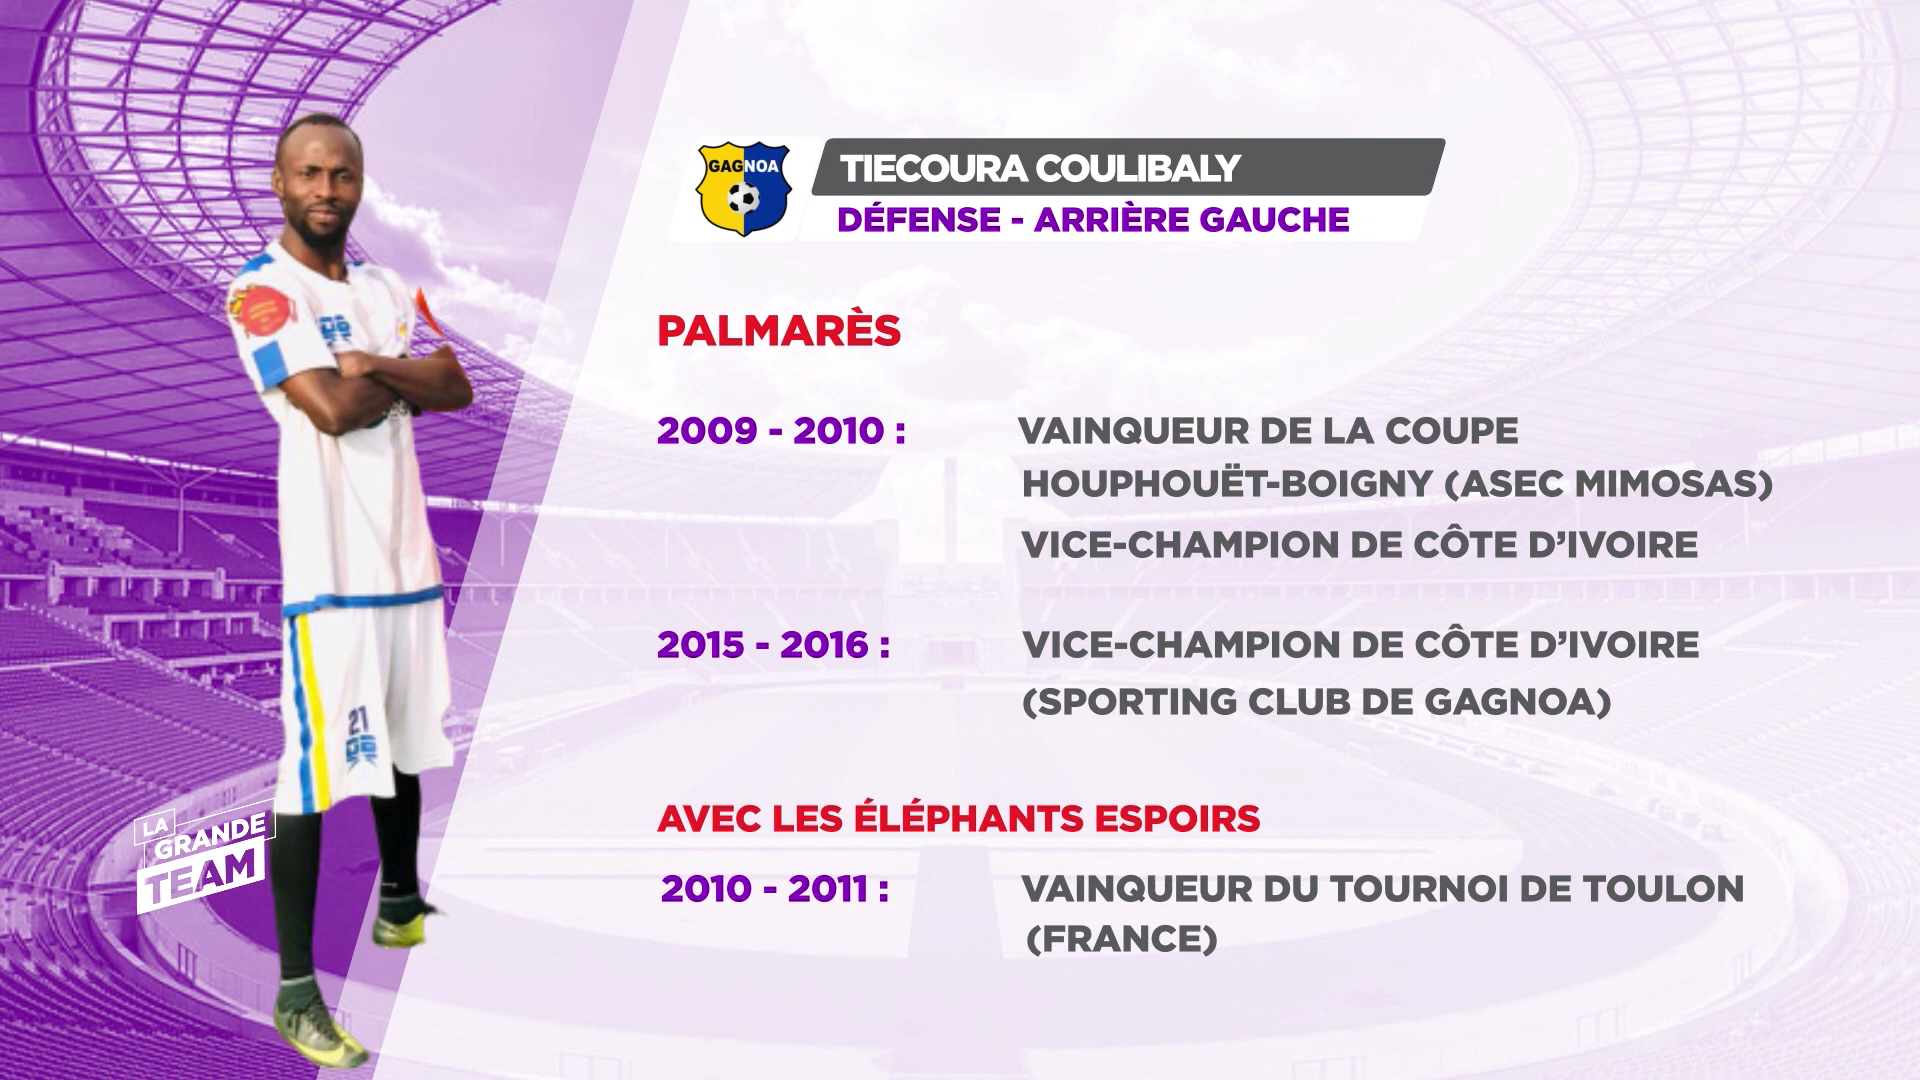 GAGNOA
TIECOURA COULIBALY
DÉFENSE - ARRIÈRE GAUCHE
PALMARÈS
2009 - 2010 : VAINQUEUR DE LA COUPE
HOUPHOUËT-BOIGNY (ASEC MIMOSAS)
VICE-CHAMPION DE CÔTE D'IVOIRE
2015 - 2016 : VICE-CHAMPION DE CÔTE D'IVOIRE
(SPORTING CLUB DE GAGNOA)
21
LA
GRANDE
TEAM
AVEC LES ÉLÉPHANTS ESPOIRS
2010 - 2011 : VAINQUEUR DU TOURNOI DE TOULON
(FRANCE)